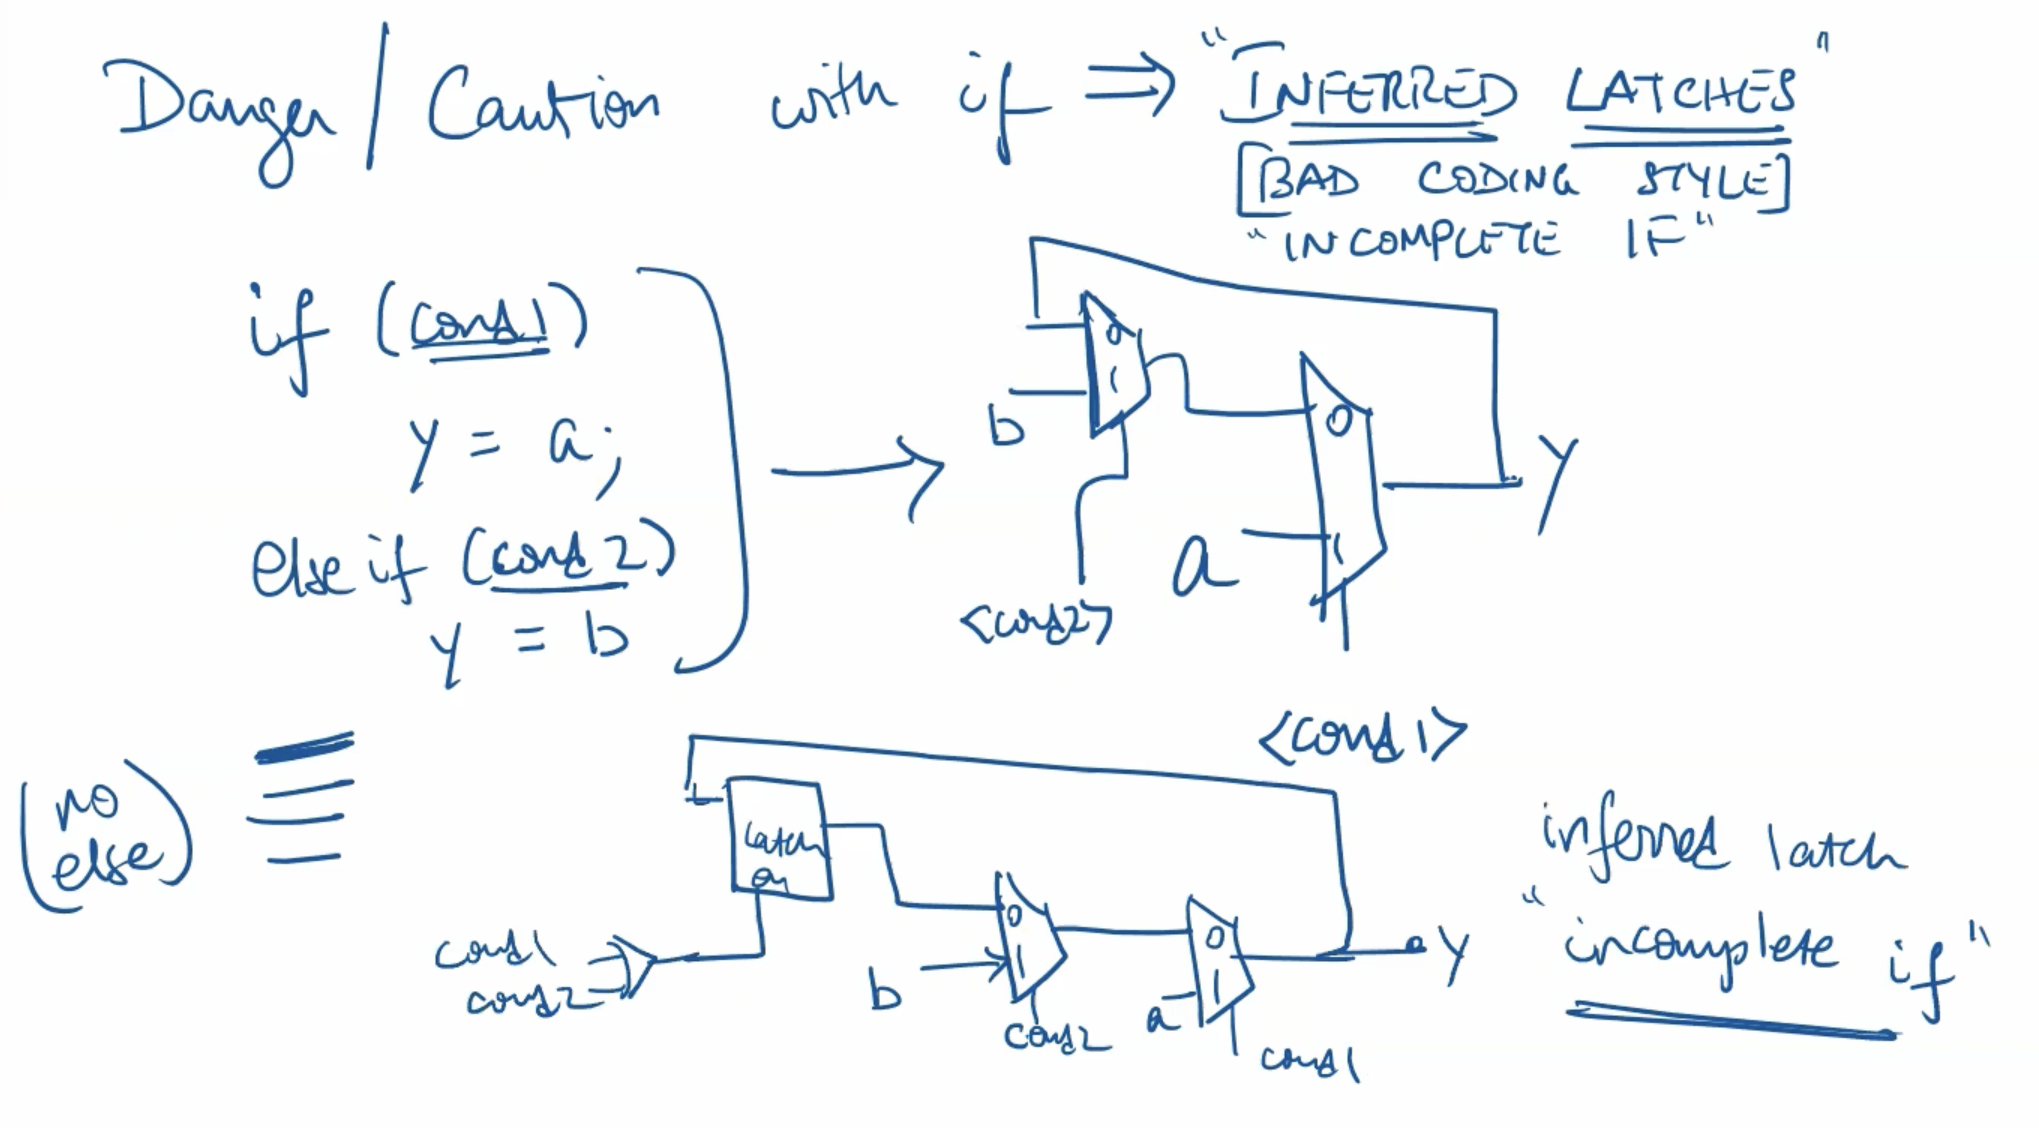 Danger / Caution with if ⇒ "INFERRED LATCHES"
[BAD CODING STYLE]
"INCOMPLETE IF"
if (cond1)
y = a;
else if (cond2)
y = b
(no
else)
0
1
b
<cond2>
0
1
a
y
<cond1>
latch
en
cond1
cond2
0
1
b
cond2
0
1
a
cond1
y
inferred latch
"incomplete if"